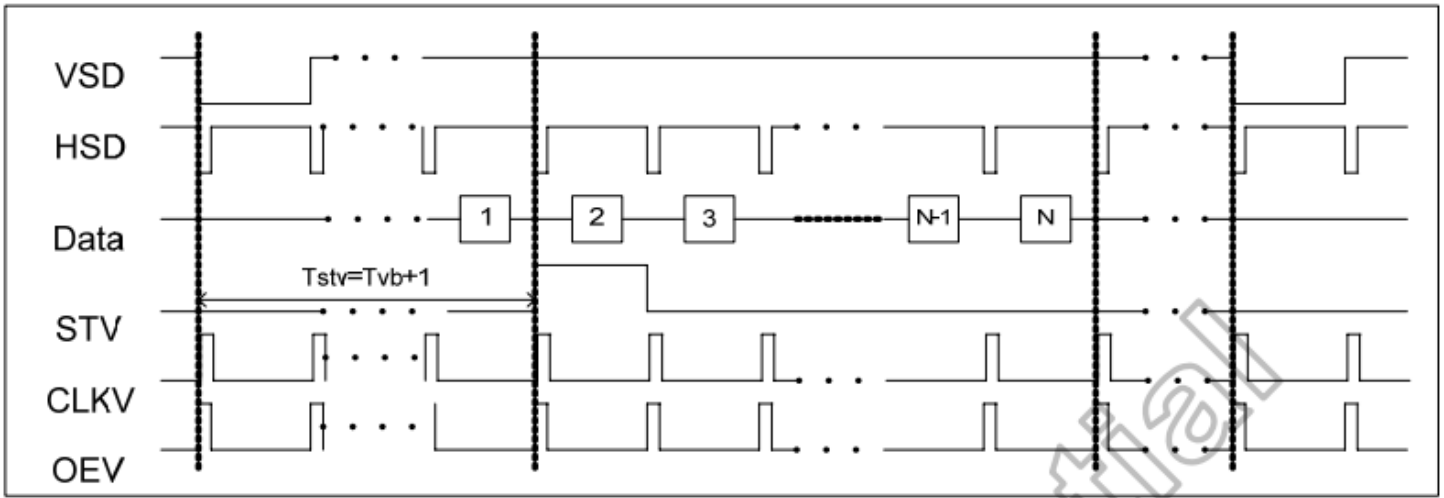 VSD
HSD
Data
1
2
3
N-1
N
Tstv=Tvb+1
STV
CLKV
OEV